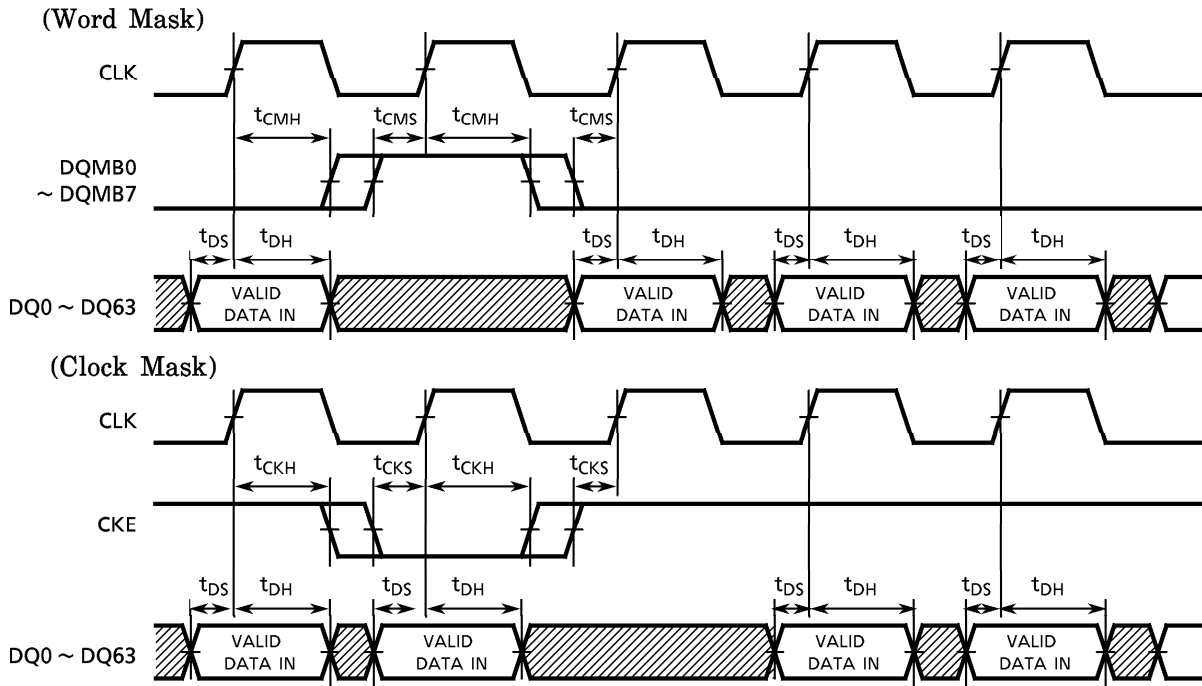 (Word Mask)
CLK
tCMH tCMS tCMH tCMS
DQMB0
~ DQMB7
tDS tDH tDS tDH tDS tDH tDS tDH
DQ0 ~ DQ63
VALID DATA IN
VALID DATA IN
VALID DATA IN
VALID DATA IN
(Clock Mask)
CLK
tCKH tCKS tCKH tCKS
CKE
tDS tDH tDS tDH tDS tDH tDS tDH
DQ0 ~ DQ63
VALID DATA IN
VALID DATA IN
VALID DATA IN
VALID DATA IN